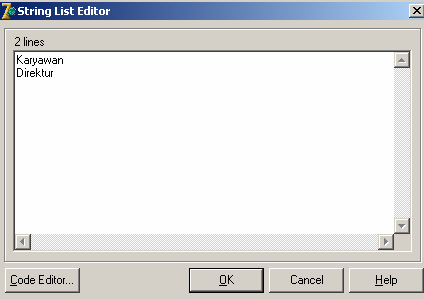 String List Editor
2 lines
Karyawan
Direktur
Code Editor...
OK
Cancel
Help